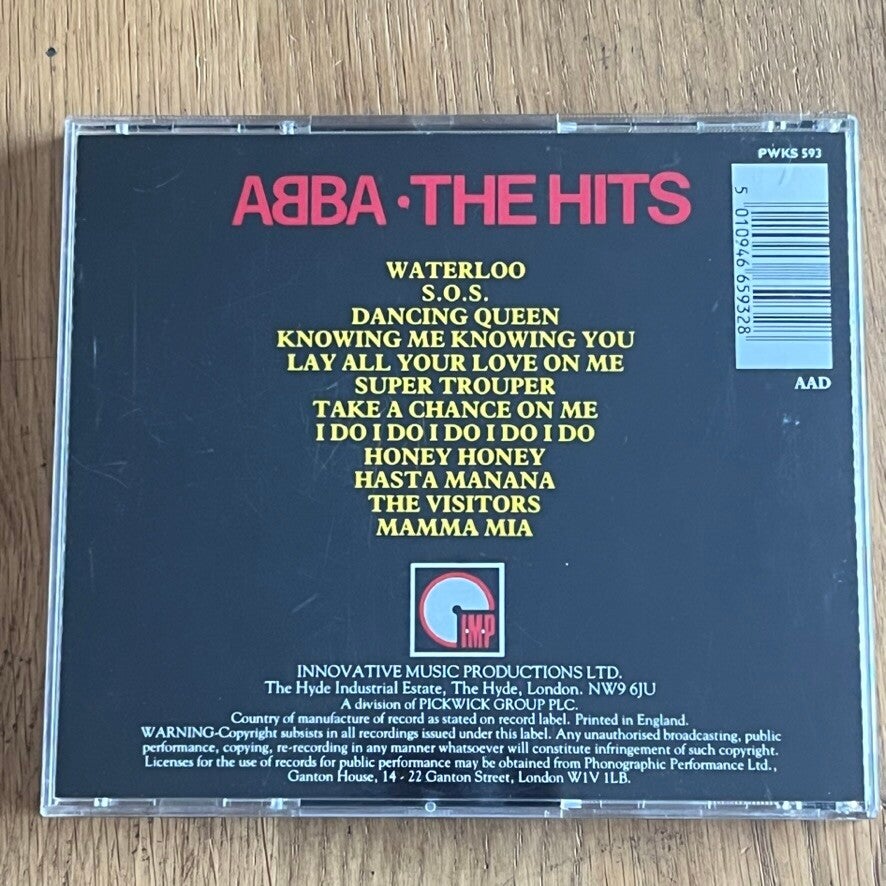 PWKS 593
ABBA · THE HITS
5 010946 659328
AAD
WATERLOO
S.O.S.
DANCING QUEEN
KNOWING ME KNOWING YOU
LAY ALL YOUR LOVE ON ME
SUPER TROUPER
TAKE A CHANCE ON ME
I DO I DO I DO I DO I DO
HONEY HONEY
HASTA MANANA
THE VISITORS
MAMMA MIA
I·M·P
INNOVATIVE MUSIC PRODUCTIONS LTD.
The Hyde Industrial Estate, The Hyde, London. NW9 6JU
A division of PICKWICK GROUP PLC.
Country of manufacture of record as stated on record label. Printed in England.
WARNING-Copyright subsists in all recordings issued under this label. Any unauthorised broadcasting, public
performance, copying, re-recording in any manner whatsoever will constitute infringement of such copyright.
Licenses for the use of records for public performance may be obtained from Phonographic Performance Ltd.,
Ganton House, 14 - 22 Ganton Street, London W1V 1LB.